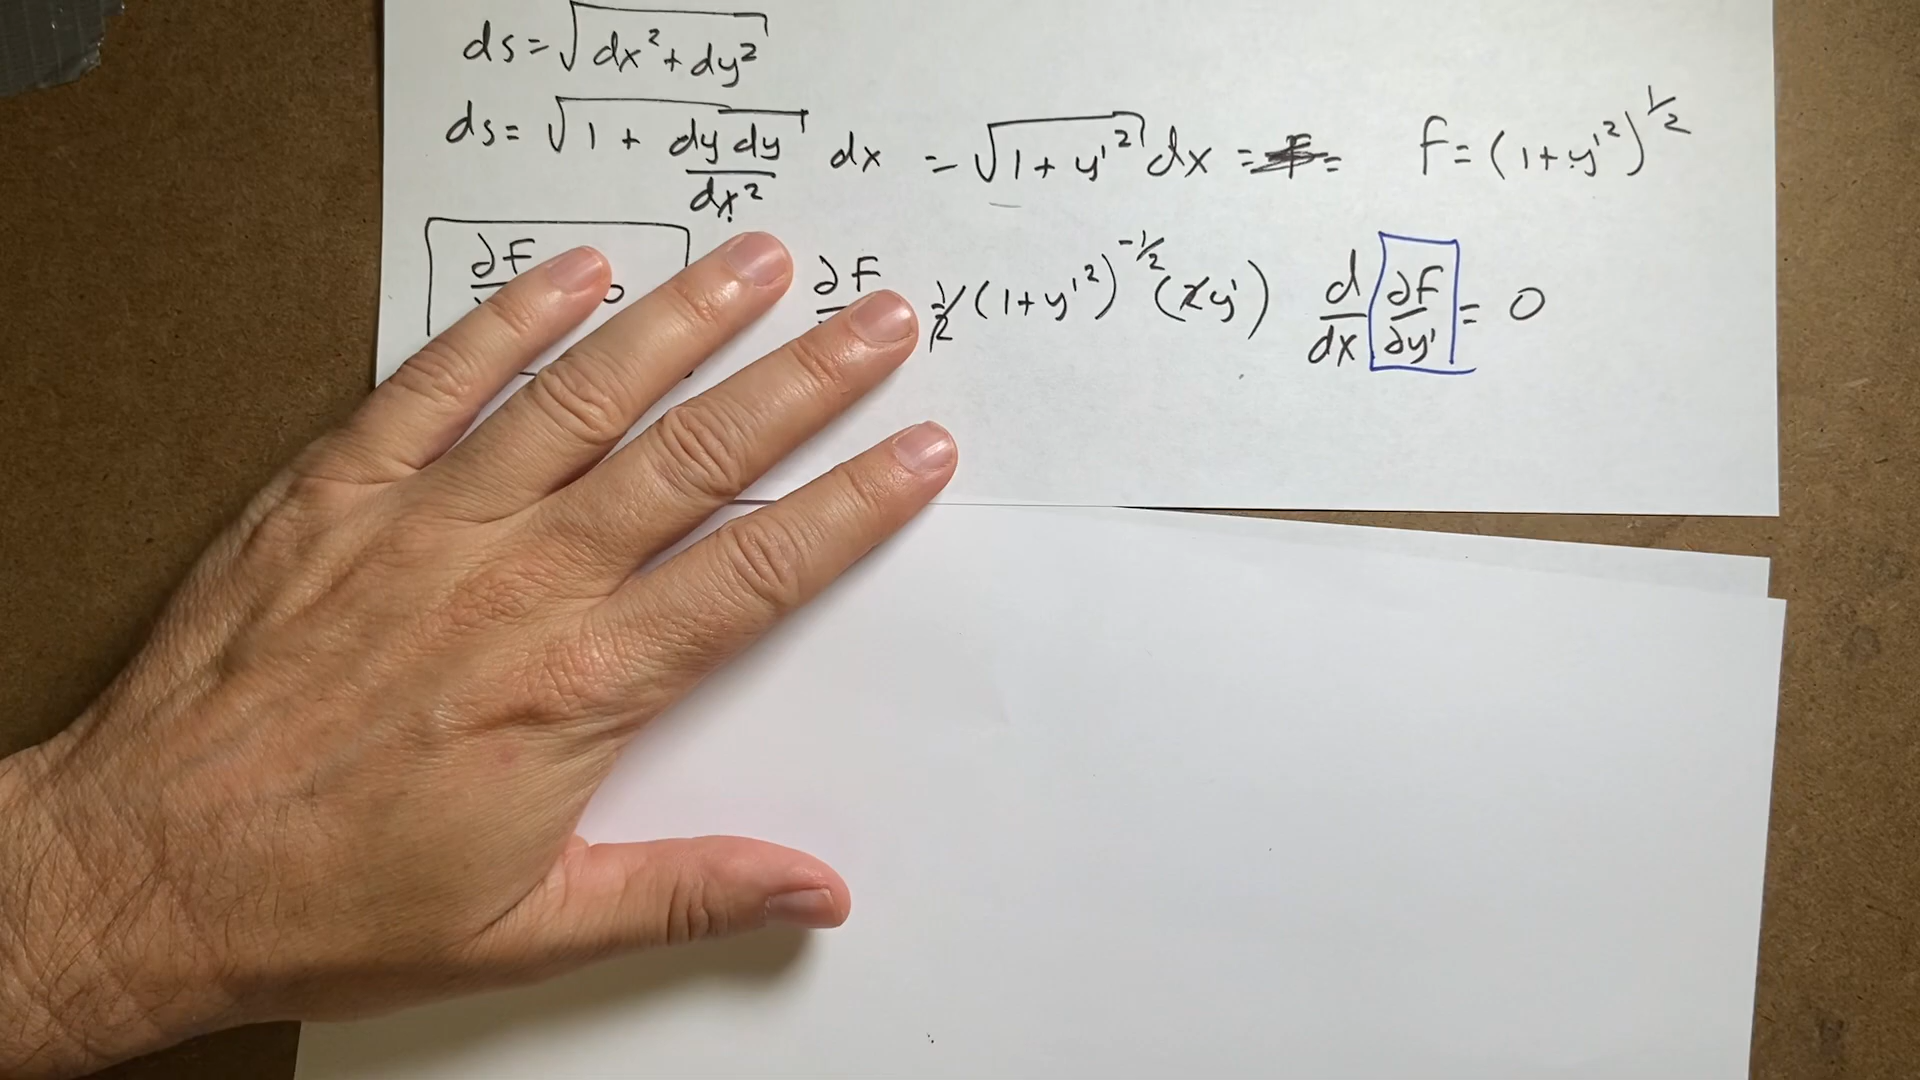 ds = √(dx² + dy²)
ds = √(1 + dy dy / dx²) dx = √(1 + y'²) dx = = F = (1 + y'²)^½
∂F 0 ∂F ½ (1 + y'²)^-½ (2y') d/dx ∂F/∂y' = 0